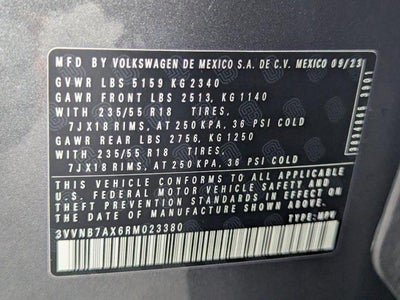 MFD. BY VOLKSWAGEN DE MEXICO S.A. DE C.V. MEXICO 09/23
GVWR LBS 5159 KG 2340
GAWR FRONT LBS 2513, KG 1140
WITH 235/55 R18 TIRES,
7JX18 RIMS, AT 250 KPA, 36 PSI COLD
GAWR REAR LBS 2756, KG 1250
WITH 235/55 R18 TIRES,
7JX18 RIMS, AT 250 KPA, 36 PSI COLD
THIS VEHICLE CONFORMS TO ALL APPLICABLE
U.S. FEDERAL MOTOR VEHICLE SAFETY AND
THEFT PREVENTION STANDARDS IN EFFECT ON
THE DATE OF MANUFACTURE SHOWN ABOVE.
TYPE: MPV
3VVNB7AX6RM023380